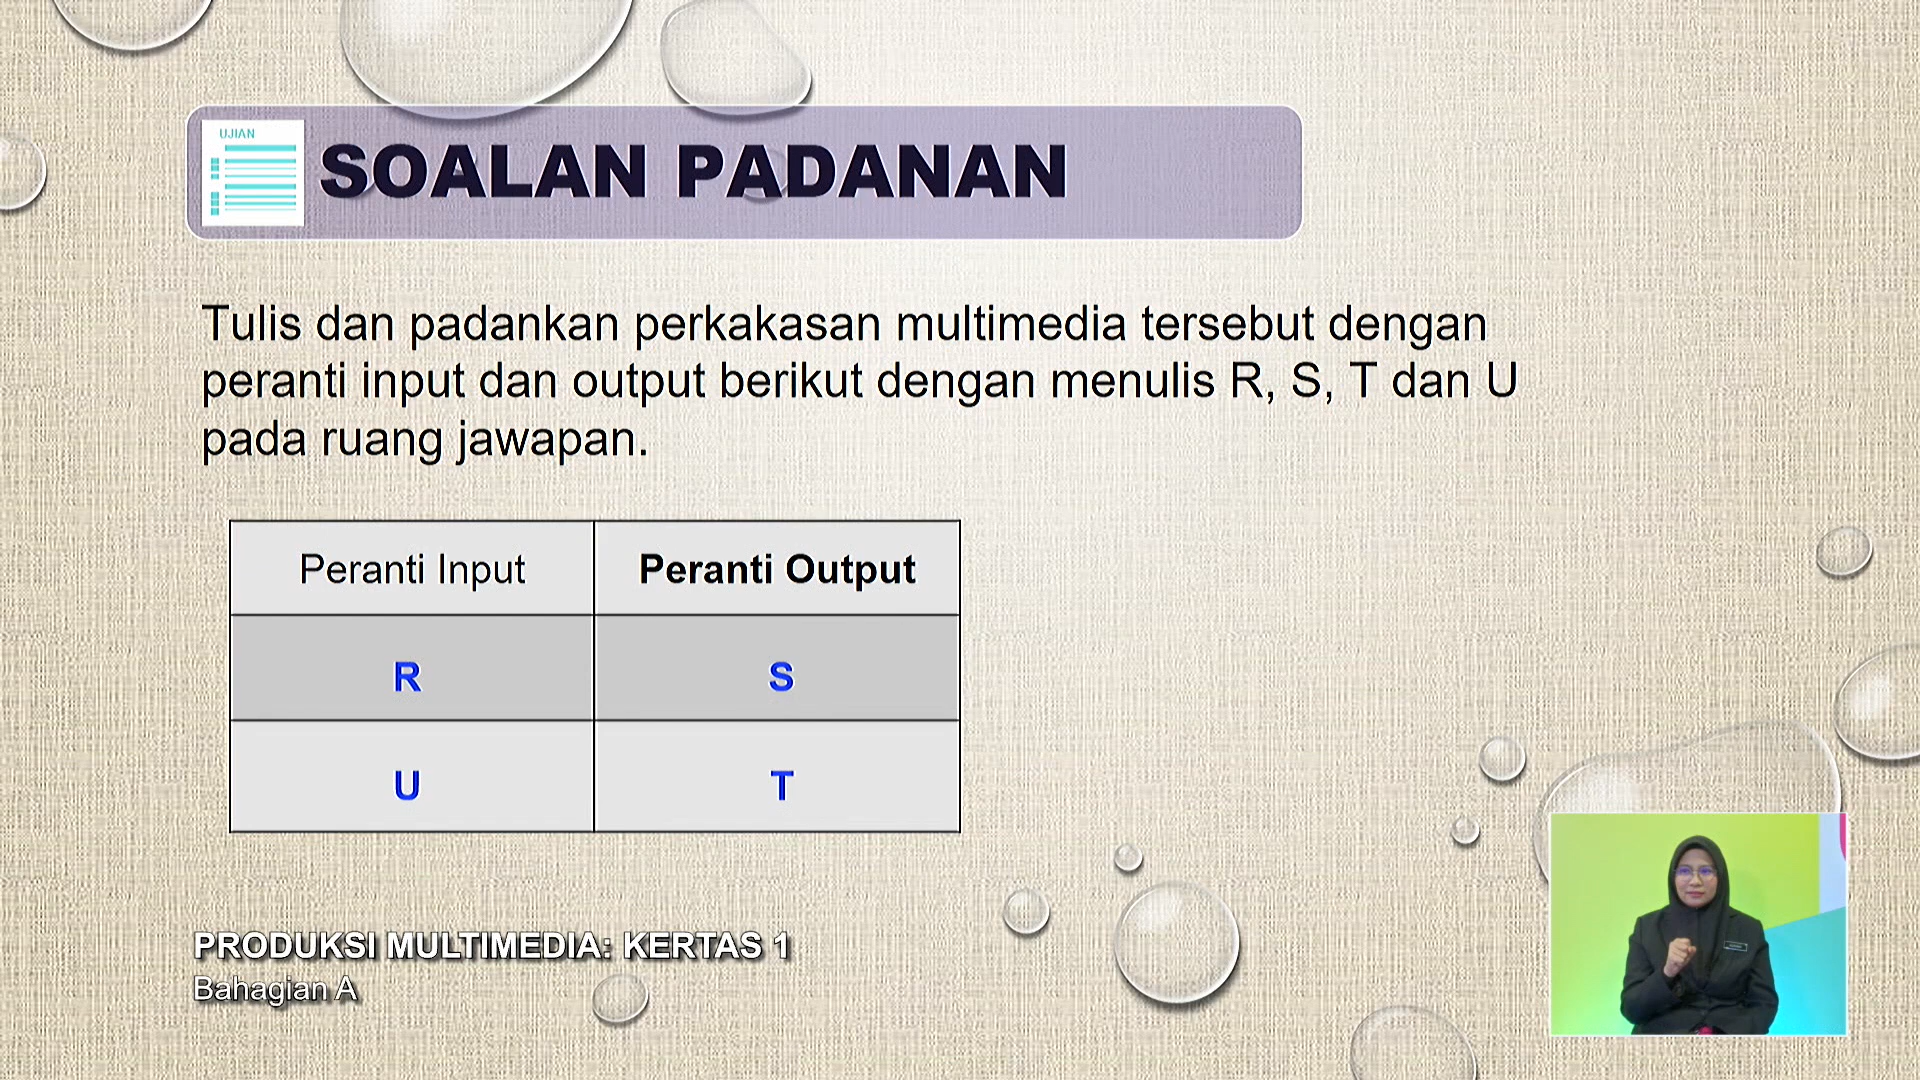 UJIAN
SOALAN PADANAN
Tulis dan padankan perkakasan multimedia tersebut dengan
peranti input dan output berikut dengan menulis R, S, T dan U
pada ruang jawapan.
Peranti Input Peranti Output
R S
U T
PRODUKSI MULTIMEDIA: KERTAS 1
Bahagian A